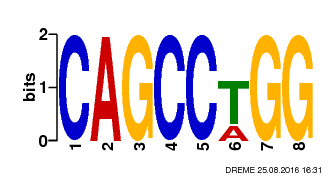 2
bits
1
0
CAGCCTGG
A
1 2 3 4 5 6 7 8
DREME 25.08.2016 16:31